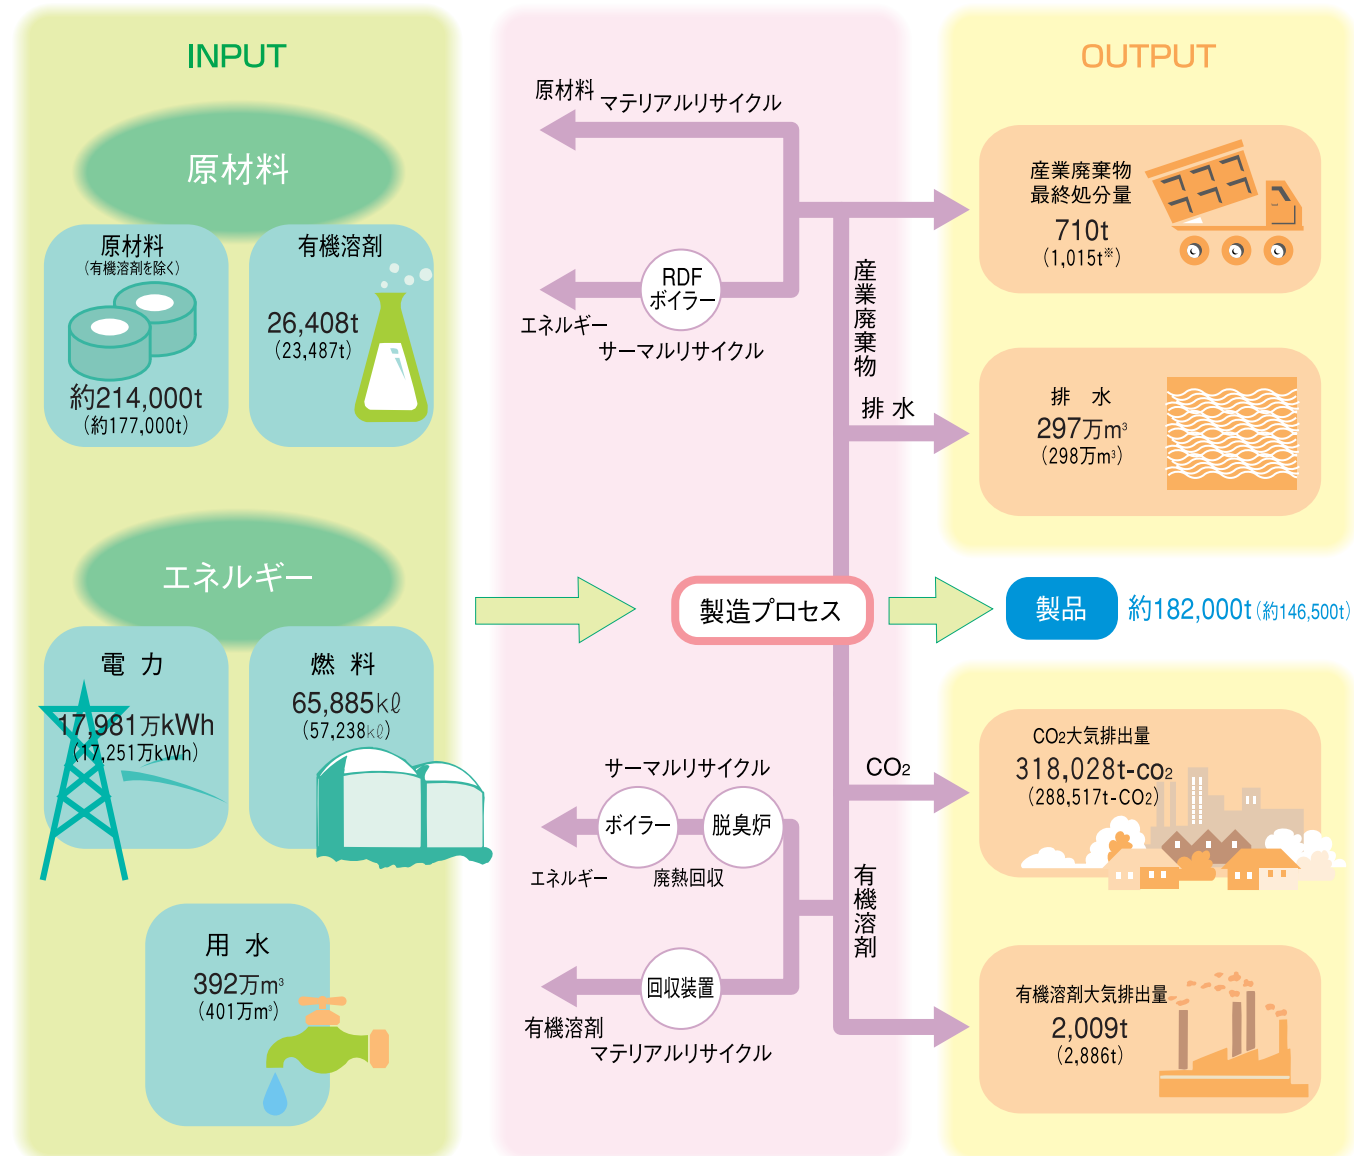 INPUT
原材料
原材料
(有機溶剤を除く)
約214,000t
(約177,000t)
有機溶剤
26,408t
(23,487t)
エネルギー
電 力
17,981万kWh
(17,251万kWh)
燃 料
65,885kℓ
(57,238kℓ)
用 水
392万m³
(401万m³)
原材料
マテリアルリサイクル
RDF
ボイラー
エネルギー
サーマルリサイクル
産業廃棄物
排 水
製造プロセス
CO₂
サーマルリサイクル
ボイラー
脱臭炉
エネルギー
廃熱回収
有機溶剤
回収装置
有機溶剤
マテリアルリサイクル
OUTPUT
産業廃棄物
最終処分量
710t
(1,015t※)
排 水
297万m³
(298万m³)
製品
約182,000t(約146,500t)
CO₂大気排出量
318,028t-co₂
(288,517t-CO₂)
有機溶剤大気排出量
2,009t
(2,886t)